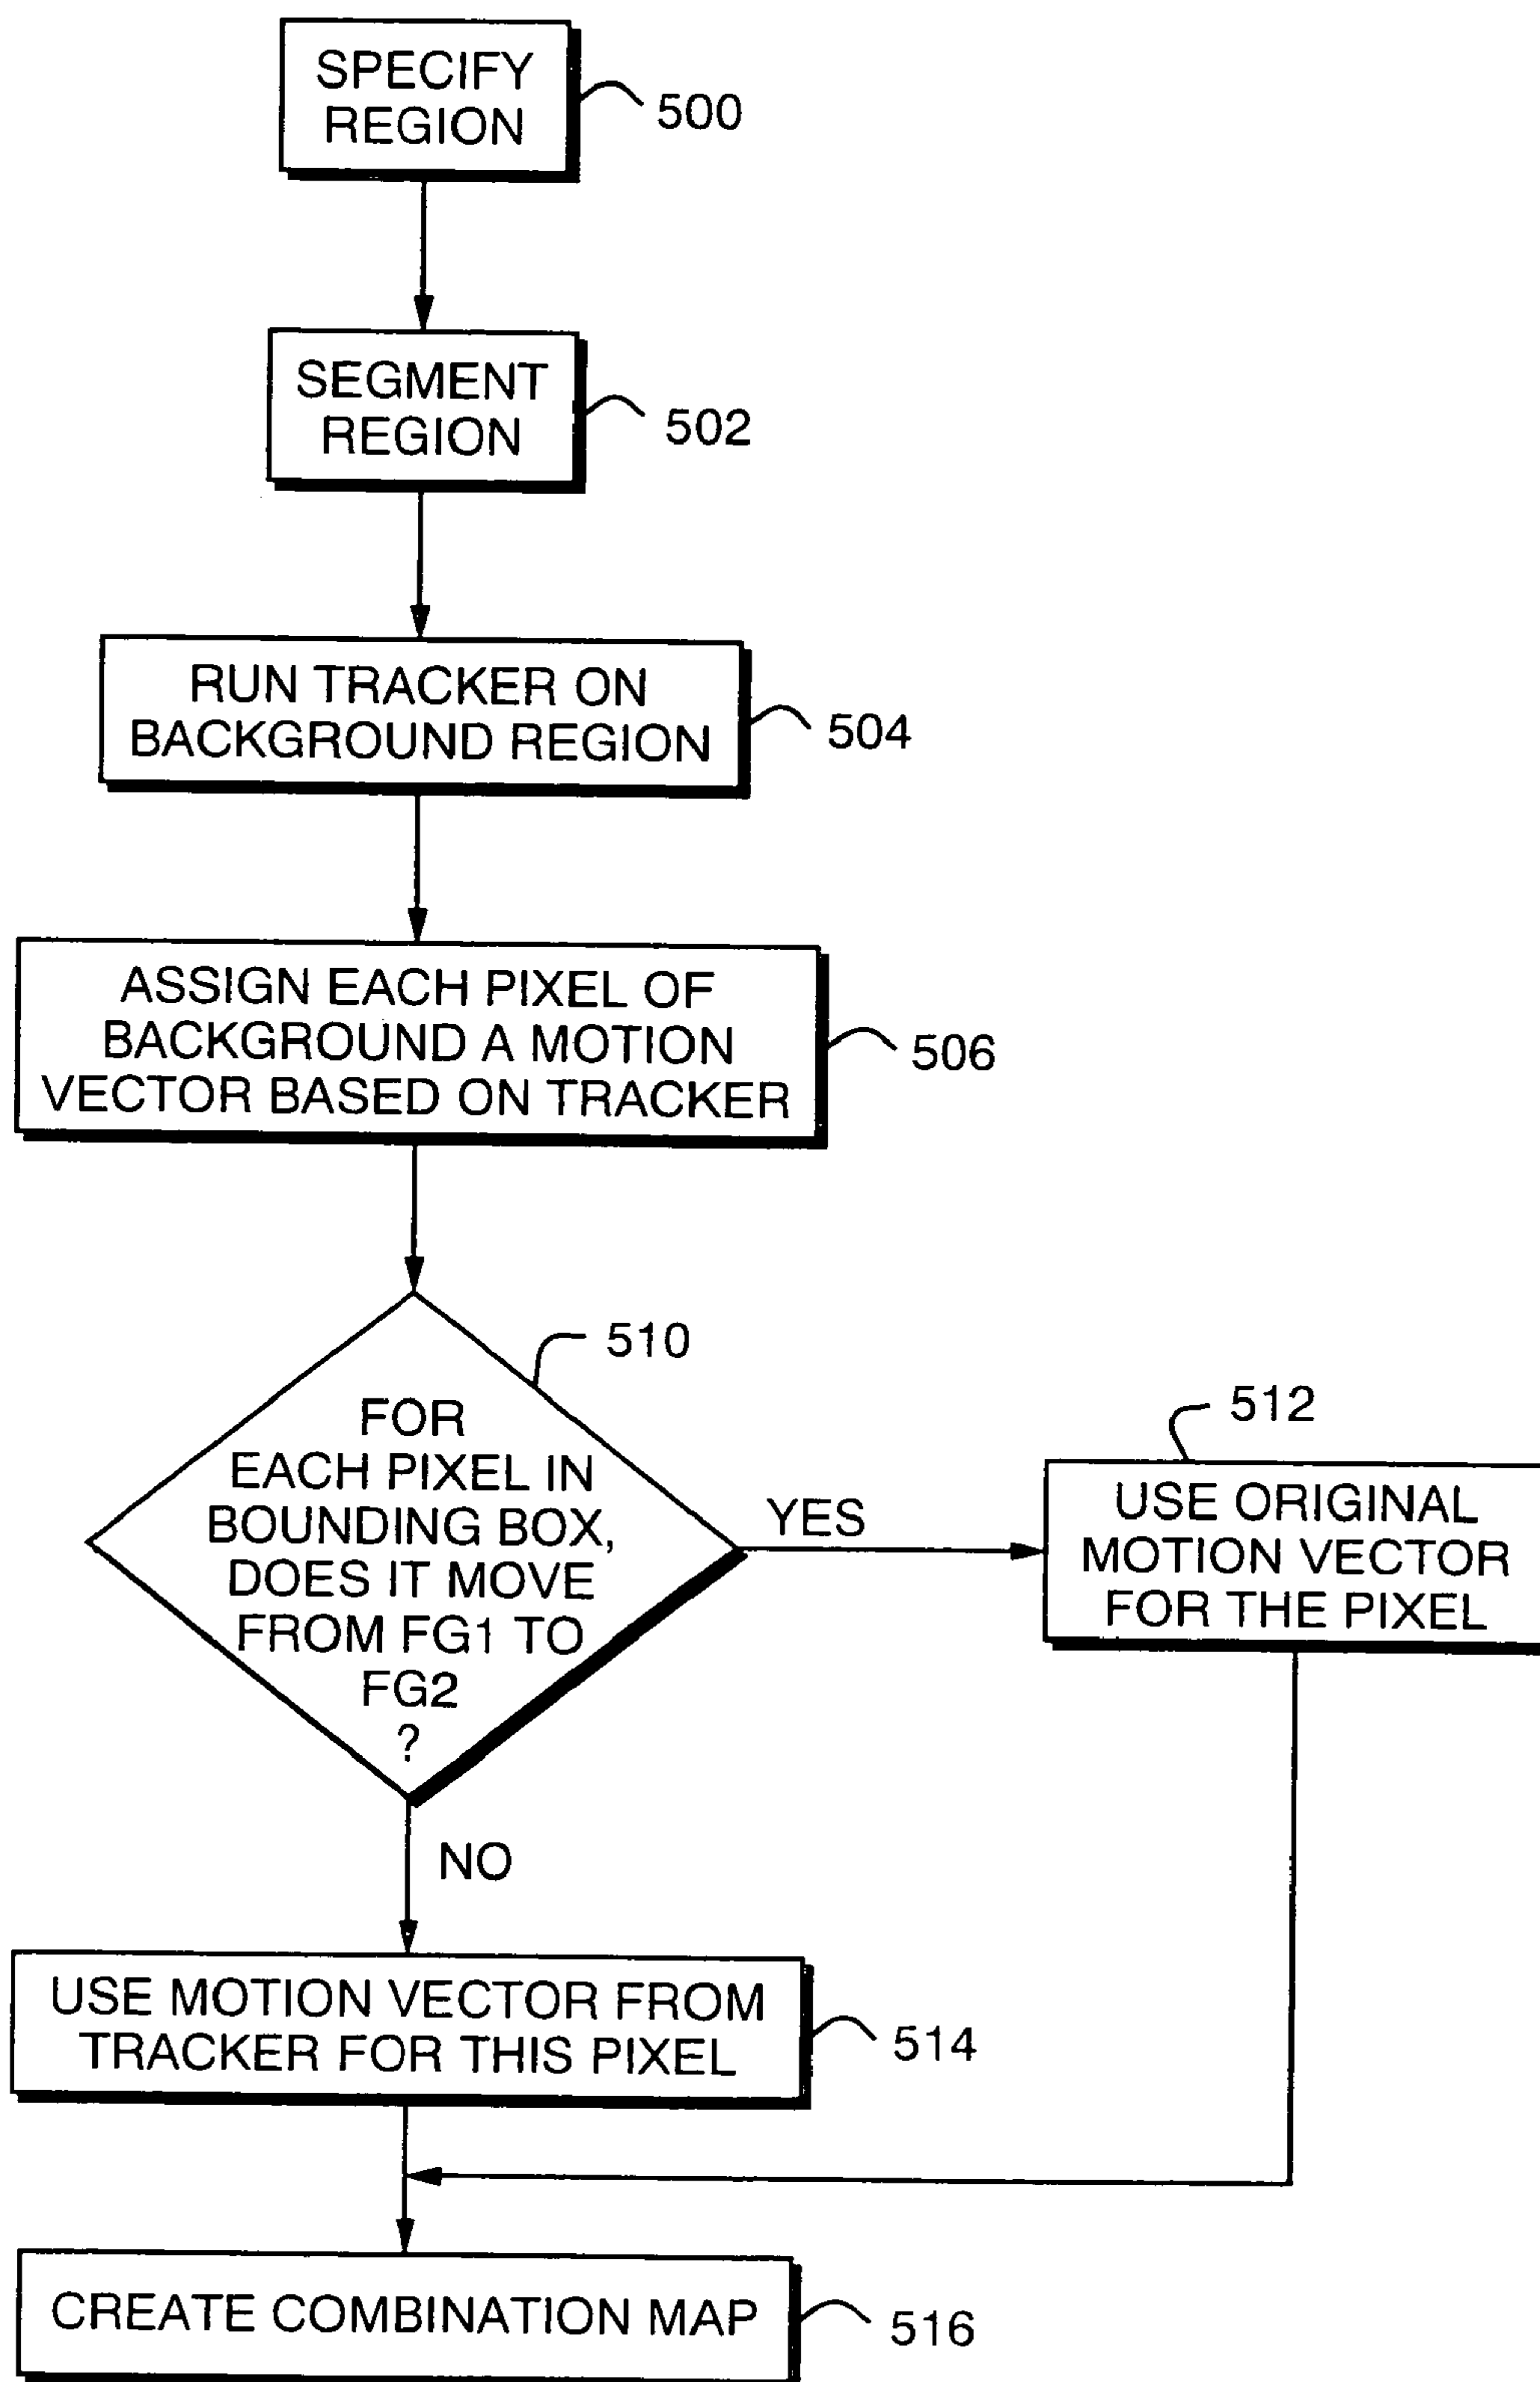 SPECIFY
REGION
500
SEGMENT
REGION
502
RUN TRACKER ON
BACKGROUND REGION
504
ASSIGN EACH PIXEL OF
BACKGROUND A MOTION
VECTOR BASED ON TRACKER
506
510
FOR
EACH PIXEL IN
BOUNDING BOX,
DOES IT MOVE
FROM FG1 TO
FG2
?
YES
512
USE ORIGINAL
MOTION VECTOR
FOR THE PIXEL
NO
USE MOTION VECTOR FROM
TRACKER FOR THIS PIXEL
514
CREATE COMBINATION MAP
516